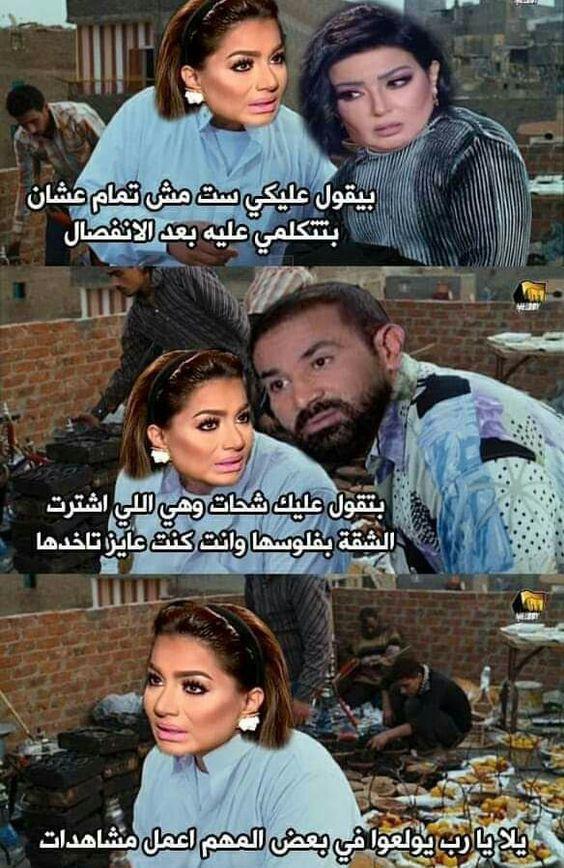 بيقول عليكي ست مش تمام عشان
بتتكلمي عليه بعد الانفصال
بتقول عليك شحات وهي اللي اشترت
الشقة بفلوسها وانت كنت عايز تاخدها
يلا يا رب يولعوا في بعض المهم اعمل مشاهدات